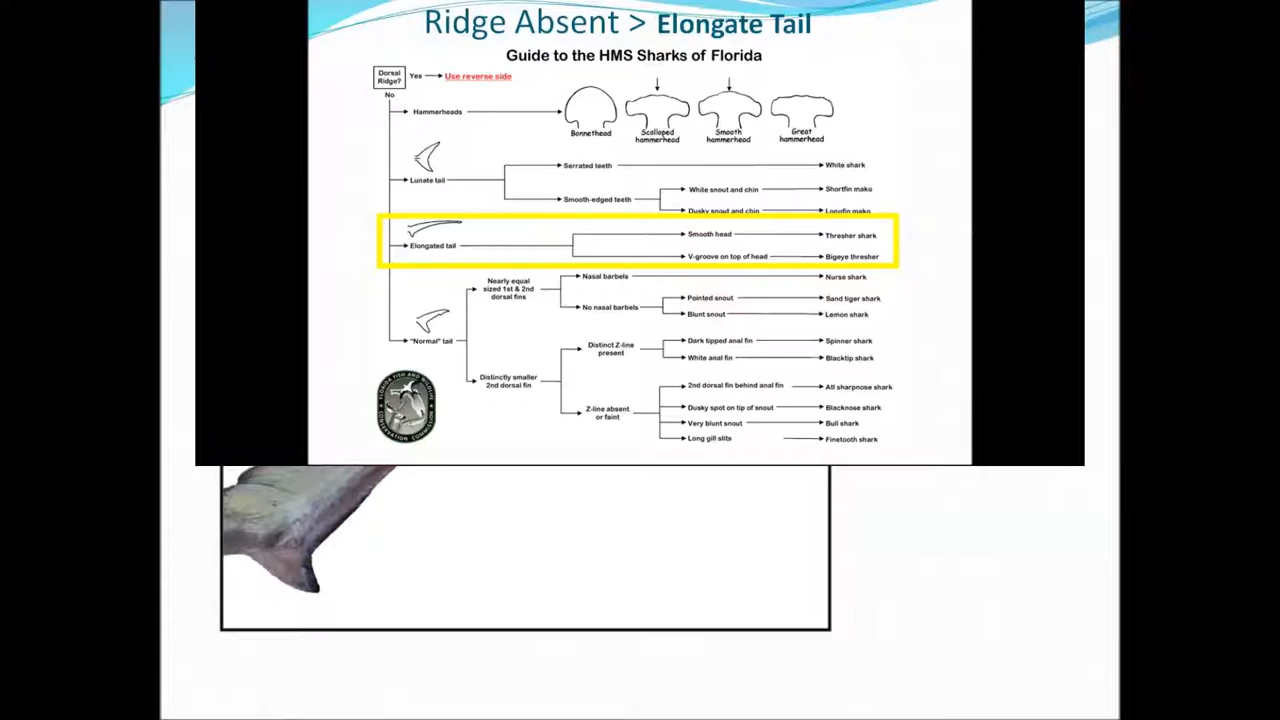 Ridge Absent > Elongate Tail
Guide to the HMS Sharks of Florida
Dorsal
Ridge?
Yes
Use reverse side
No
Hammerheads
Bonnethead
Scalloped
hammerhead
Smooth
hammerhead
Great
hammerhead
Lunate tail
Serrated teeth
White shark
Smooth-edged teeth
White snout and chin
Shortfin mako
Dusky snout and chin
Longfin mako
Elongated tail
Smooth head
Thresher shark
V-groove on top of head
Bigeye thresher
"Normal" tail
Nearly equal
sized 1st & 2nd
dorsal fins
Nasal barbels
Nurse shark
No nasal barbels
Pointed snout
Sand tiger shark
Blunt snout
Lemon shark
Distinctly smaller
2nd dorsal fin
Distinct Z-line
present
Dark tipped anal fin
Spinner shark
White anal fin
Blacktip shark
Z-line absent
or faint
2nd dorsal fin behind anal fin
Atl sharpnose shark
Dusky spot on tip of snout
Blacknose shark
Very blunt snout
Bull shark
Long gill slits
Finetooth shark
FLORIDA FISH AND WILDLIFE
CONSERVATION COMMISSION